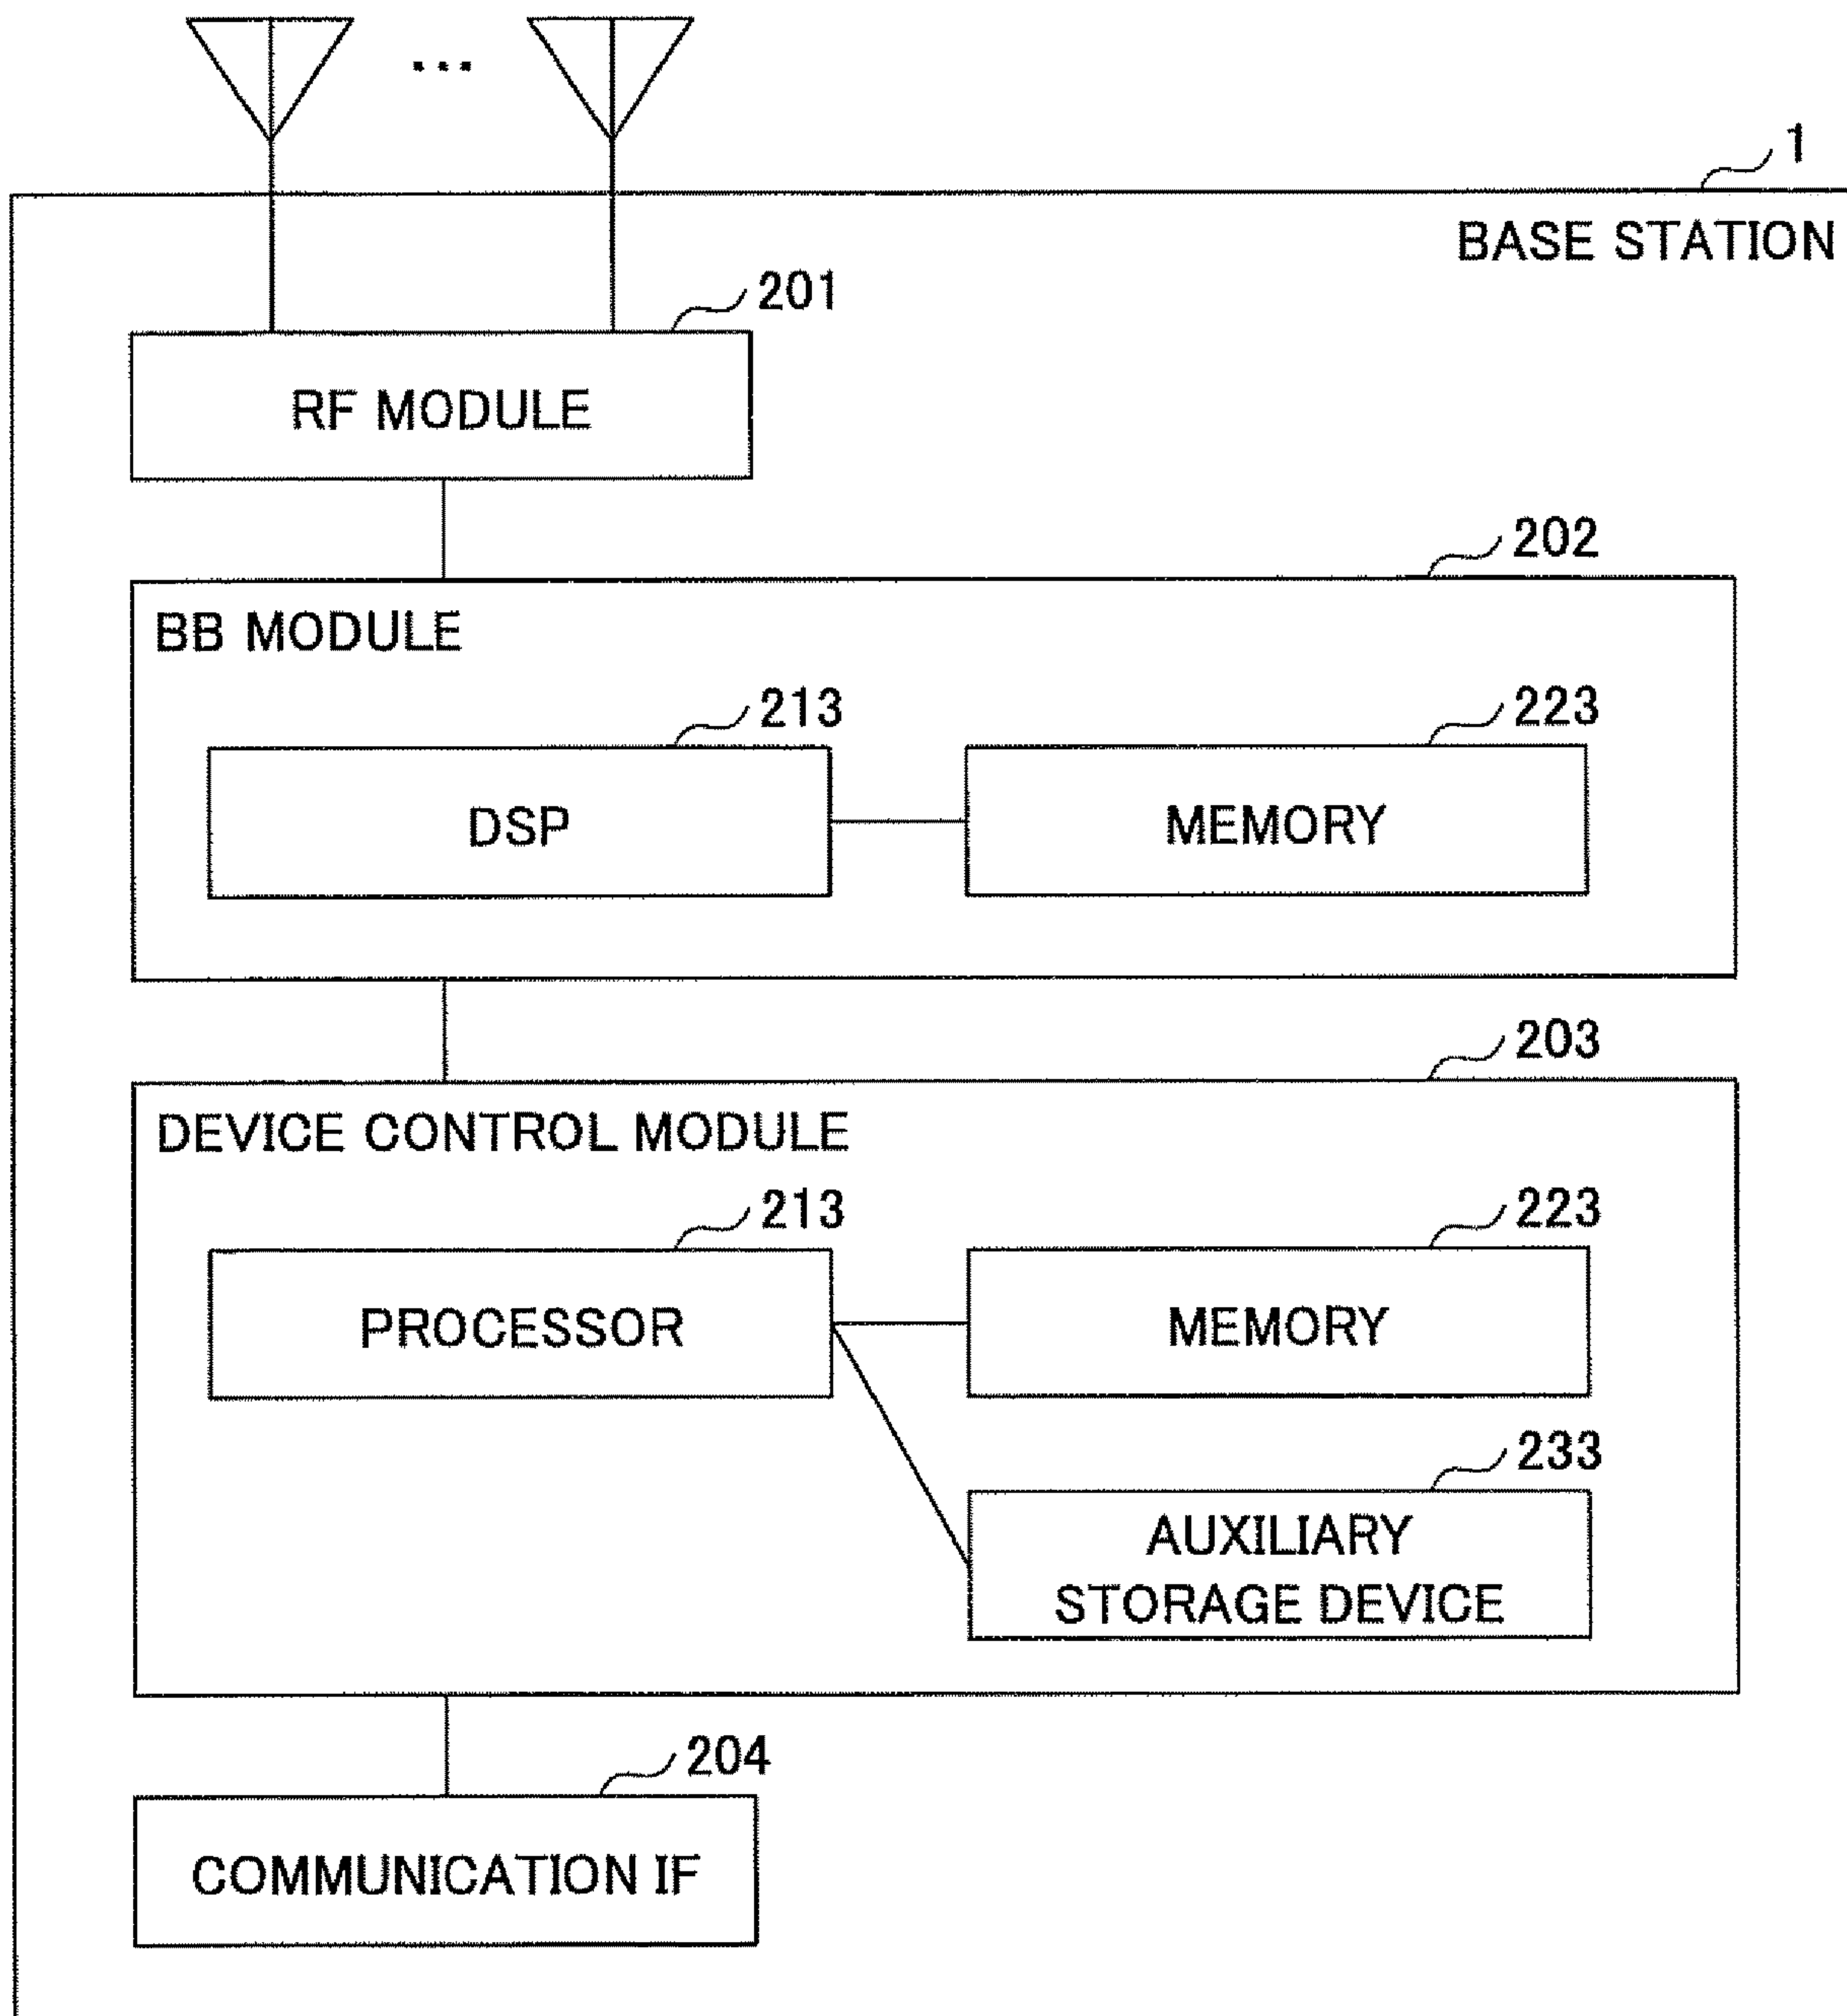 ...
1
BASE STATION
201
RF MODULE
202
BB MODULE
213
223
DSP
MEMORY
203
DEVICE CONTROL MODULE
213
223
PROCESSOR
MEMORY
233
AUXILIARY
STORAGE DEVICE
204
COMMUNICATION IF